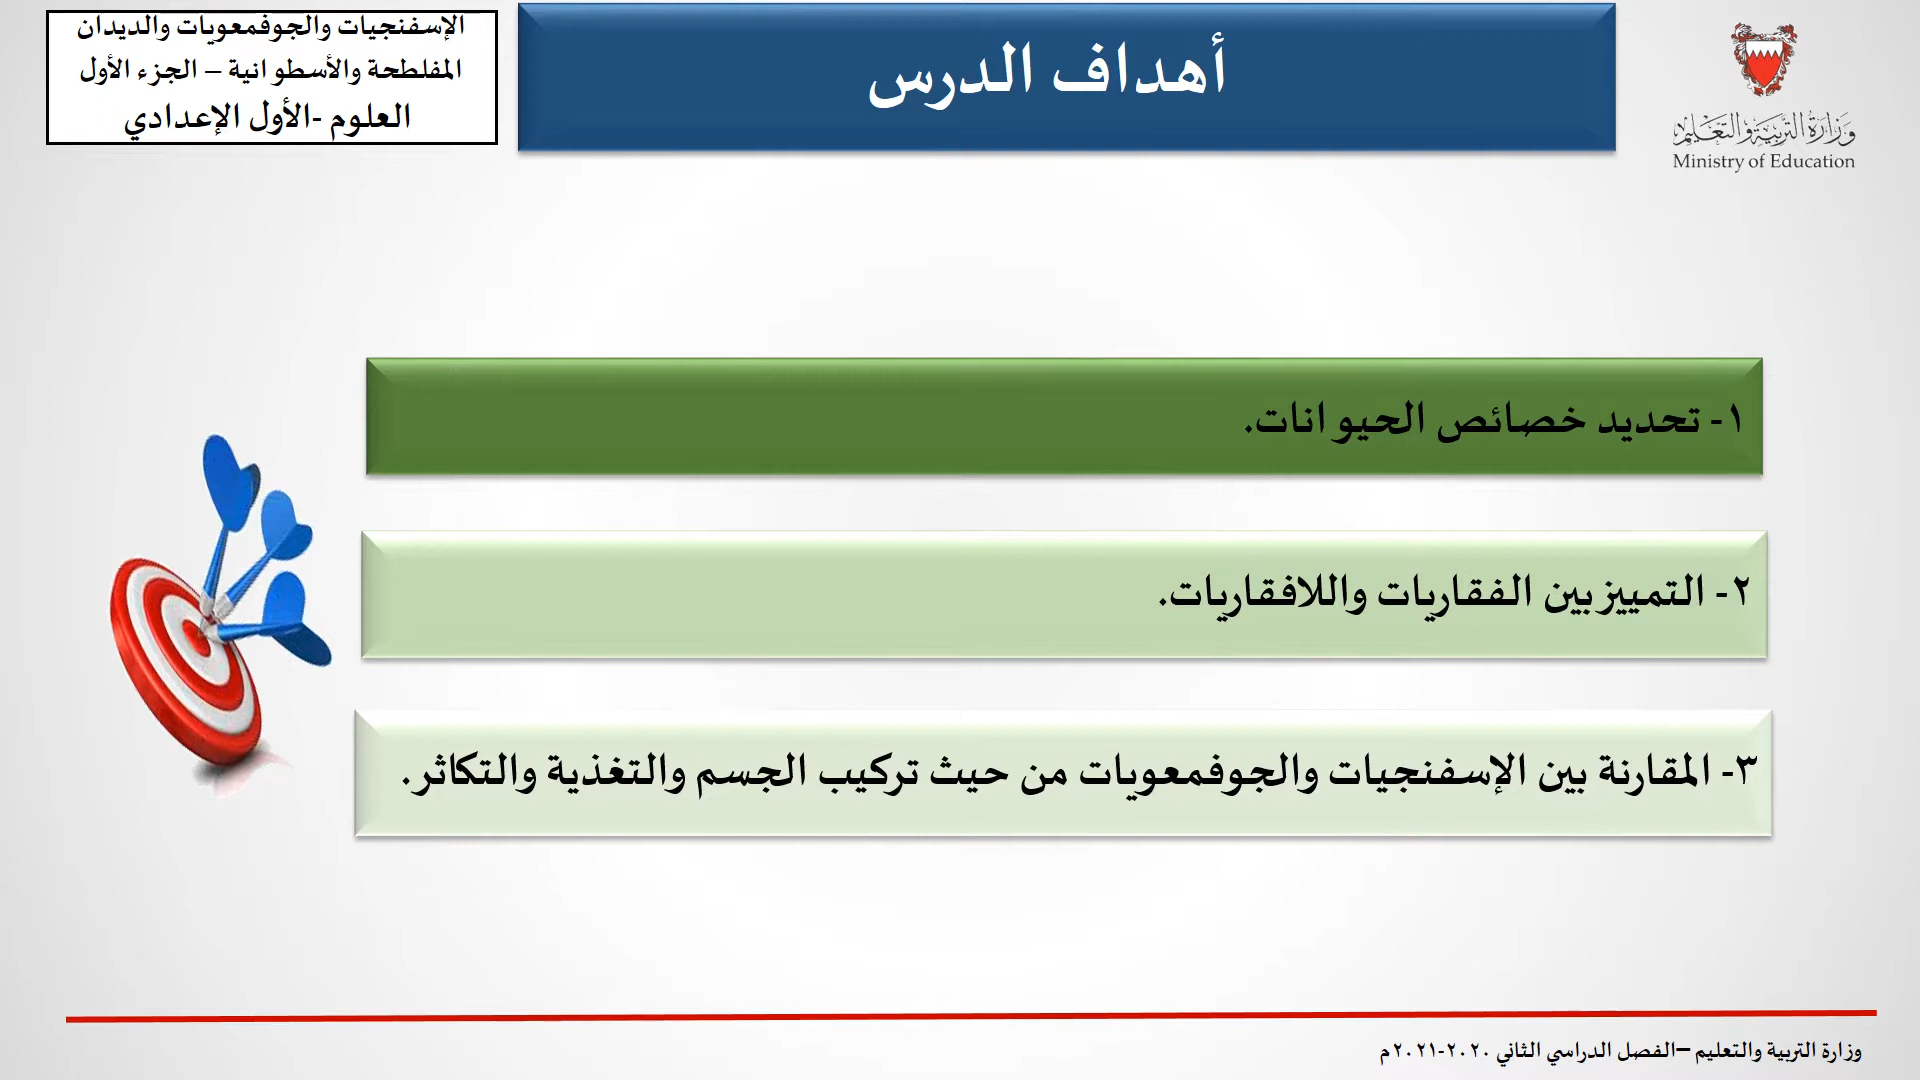 الإسفنجيات والجوفمعويات والديدان
المفلطحة والأسطوانية – الجزء الأول
العلوم -الأول الإعدادي
أهداف الدرس
وزارة التربية والتعليم
Ministry of Education
١- تحديد خصائص الحيوانات.
٢- التمييز بين الفقاريات واللافقاريات.
٣- المقارنة بين الإسفنجيات والجوفمعويات من حيث تركيب الجسم والتغذية والتكاثر.
وزارة التربية والتعليم –الفصل الدراسي الثاني ٢٠٢٠-٢٠٢١م